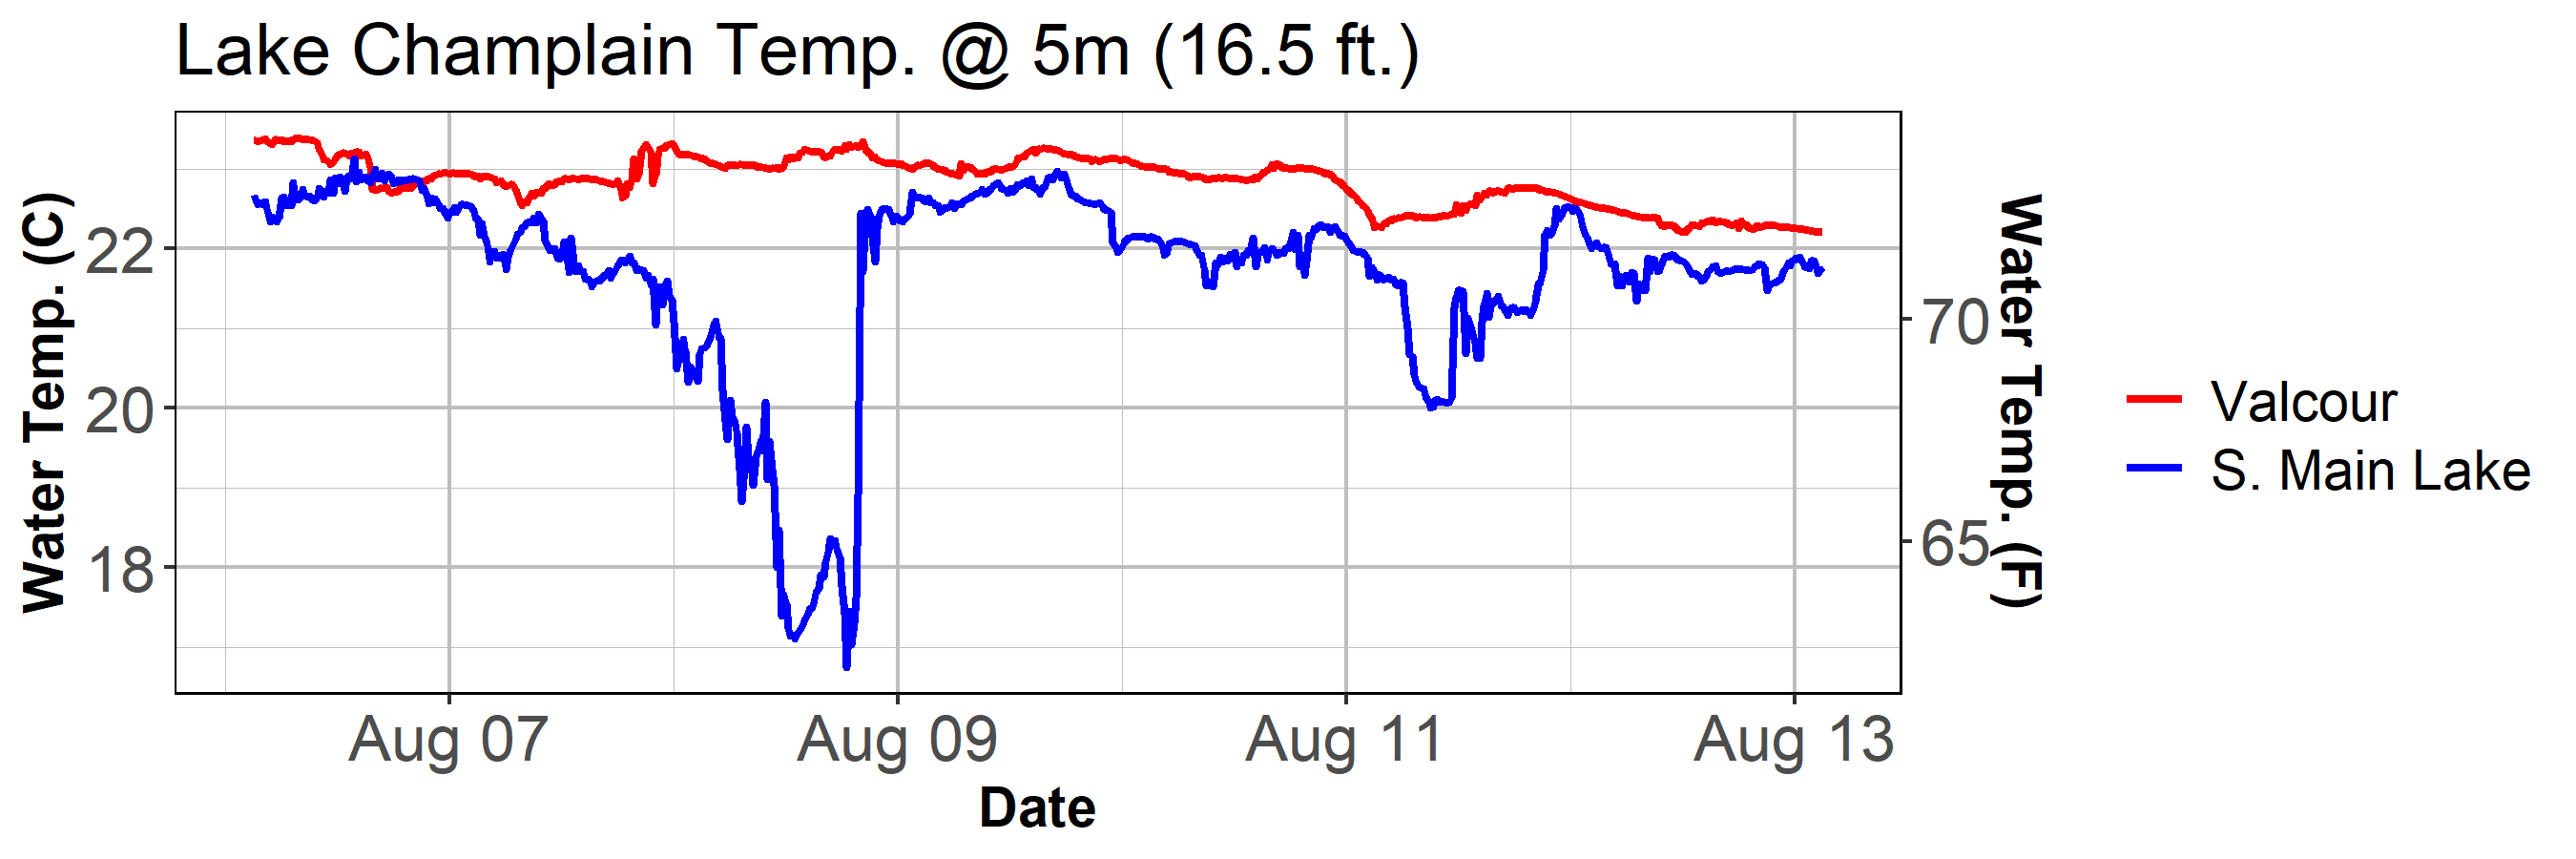 Lake Champlain Temp. @ 5m (16.5 ft.)
Water Temp. (C)
22
20
18
70
65
Water Temp. (F)
Aug 07
Aug 09
Aug 11
Aug 13
Date
Valcour
S. Main Lake